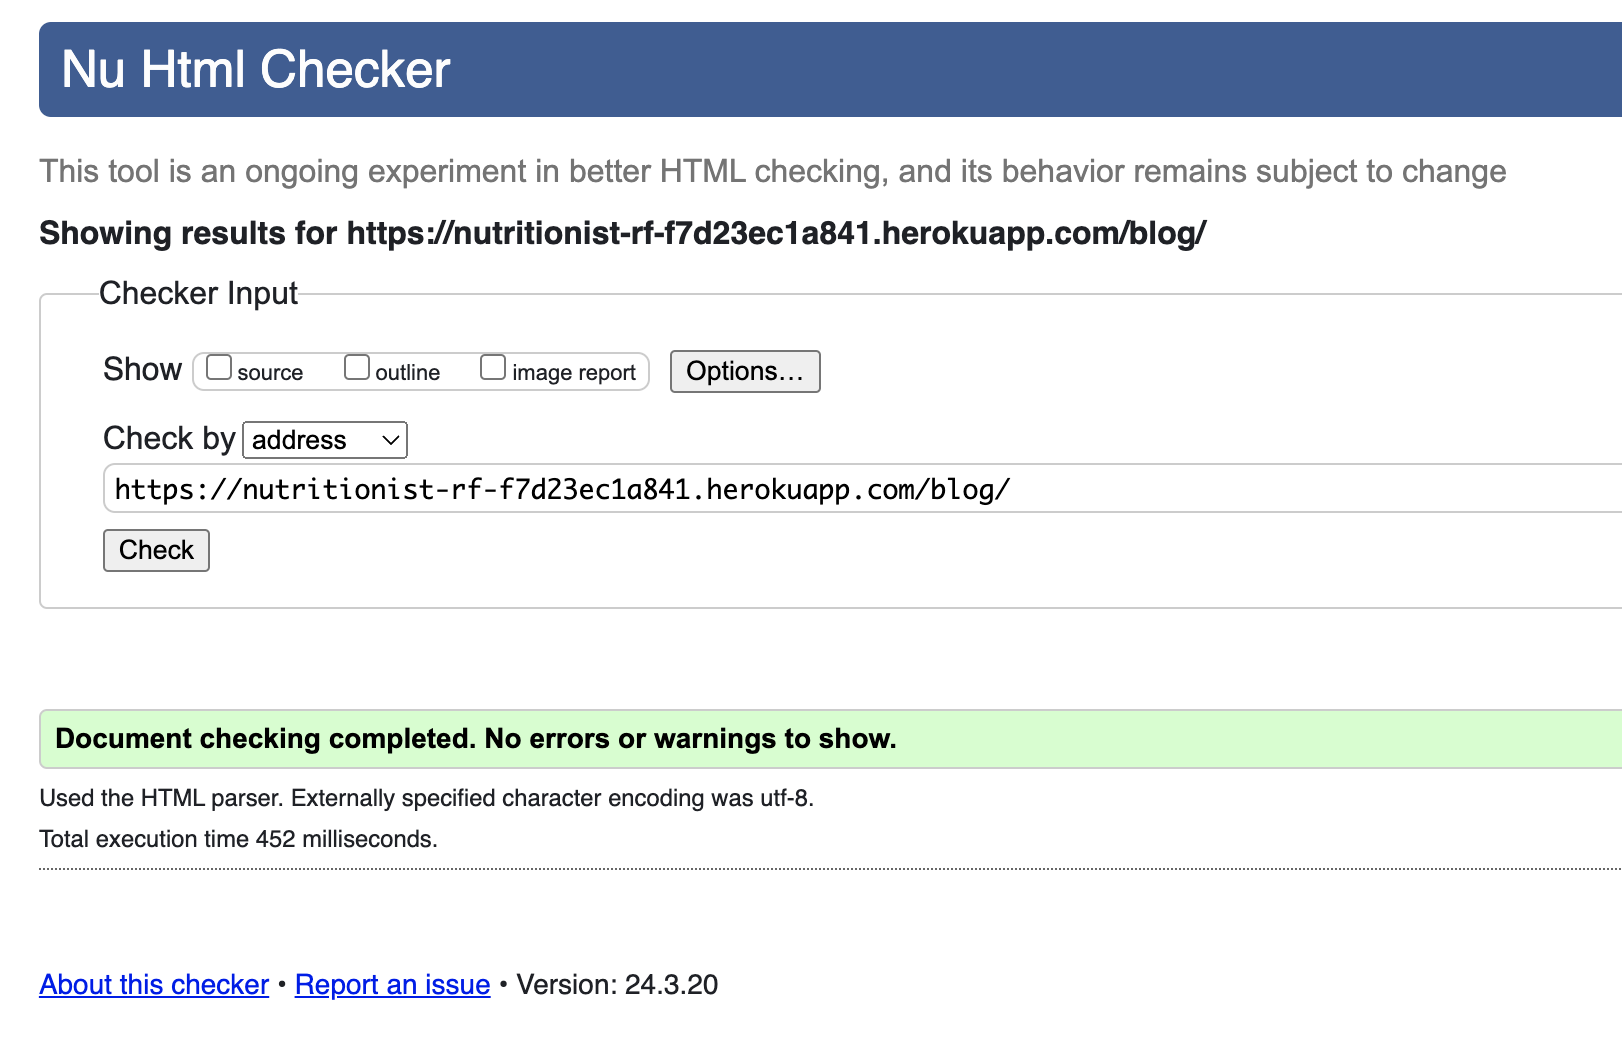 Nu Html Checker
This tool is an ongoing experiment in better HTML checking, and its behavior remains subject to change
Showing results for https://nutritionist-rf-f7d23ec1a841.herokuapp.com/blog/
Checker Input
Show source outline image report Options…
Check by address
https://nutritionist-rf-f7d23ec1a841.herokuapp.com/blog/
Check
Document checking completed. No errors or warnings to show.
Used the HTML parser. Externally specified character encoding was utf-8.
Total execution time 452 milliseconds.
About this checker • Report an issue • Version: 24.3.20